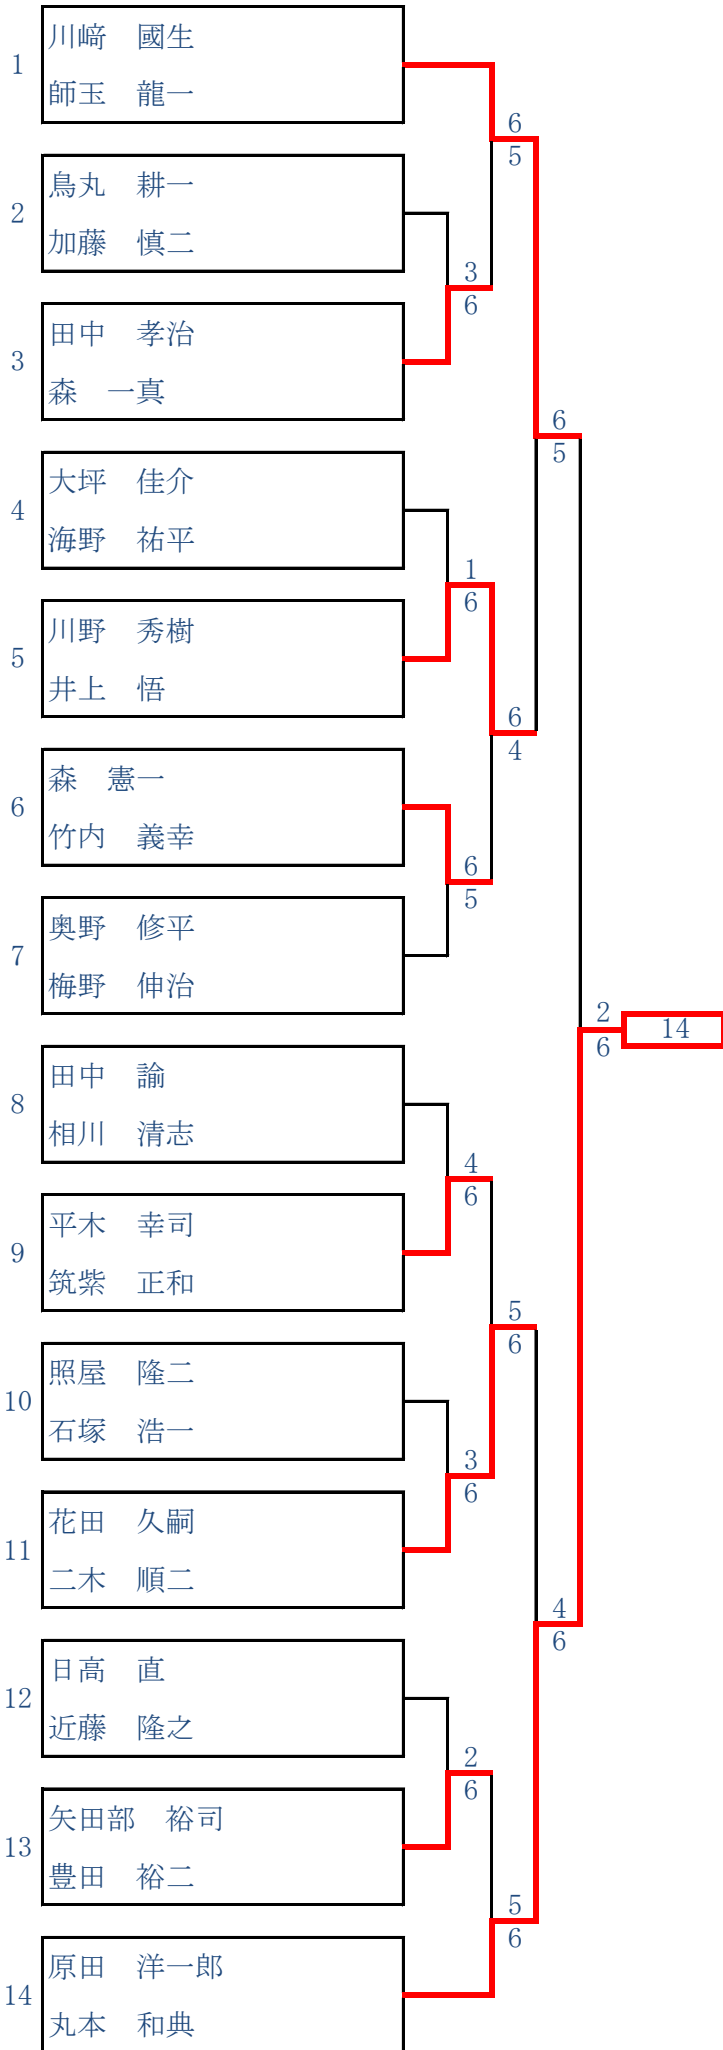 川﨑　國生
1
師玉　龍一
6
5
鳥丸　耕一
2
加藤　慎二
3
6
田中　孝治
3
森　一真
6
5
大坪　佳介
4
海野　祐平
1
6
川野　秀樹
5
井上　悟
6
4
森　憲一
6
竹内　義幸
6
5
奥野　修平
7
梅野　伸治
2
14
6
田中　諭
8
相川　清志
4
6
平木　幸司
9
筑紫　正和
5
6
照屋　隆二
10
石塚　浩一
3
6
花田　久嗣
11
二木　順二
4
6
日高　直
12
近藤　隆之
2
6
矢田部　裕司
13
豊田　裕二
5
6
原田　洋一郎
14
丸本　和典